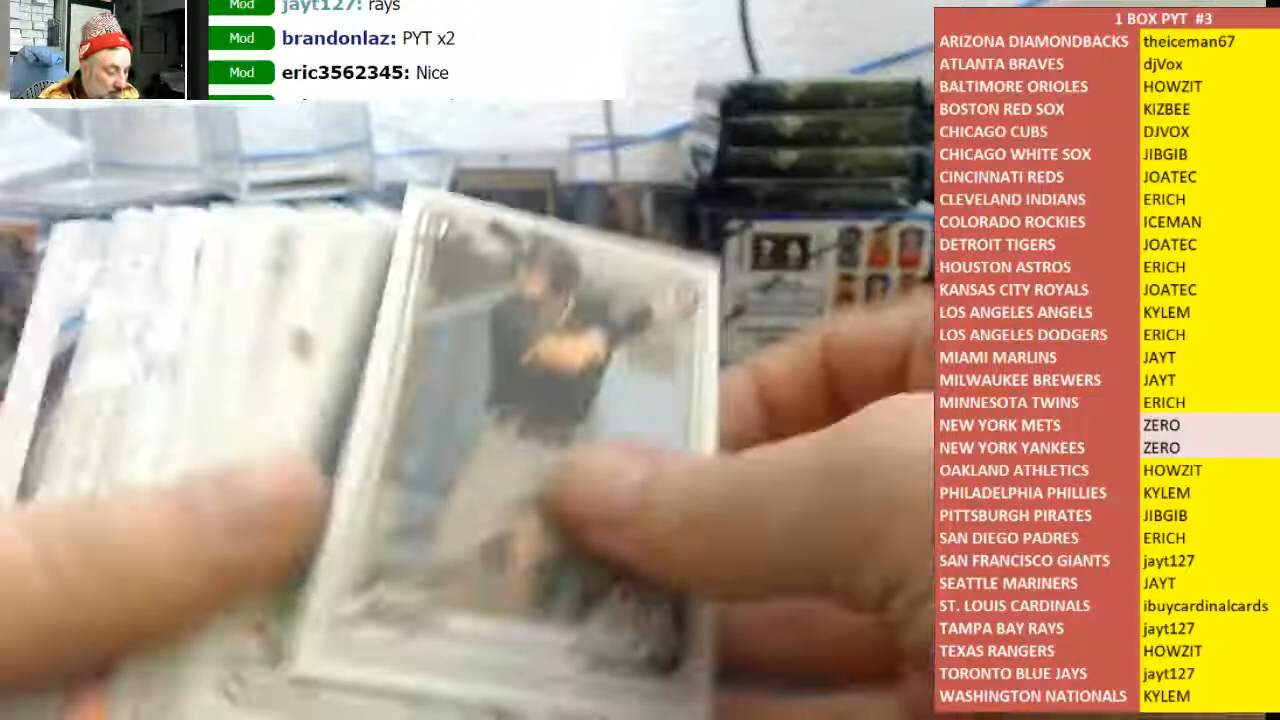 Mod jayt127: rays
Mod brandonlaz: PYT x2
Mod eric3562345: Nice
1 BOX PYT #3
ARIZONA DIAMONDBACKS theiceman67
ATLANTA BRAVES djVox
BALTIMORE ORIOLES HOWZIT
BOSTON RED SOX KIZBEE
CHICAGO CUBS DJVOX
CHICAGO WHITE SOX JIBGIB
CINCINNATI REDS JOATEC
CLEVELAND INDIANS ERICH
COLORADO ROCKIES ICEMAN
DETROIT TIGERS JOATEC
HOUSTON ASTROS ERICH
KANSAS CITY ROYALS JOATEC
LOS ANGELES ANGELS KYLEM
LOS ANGELES DODGERS ERICH
MIAMI MARLINS JAYT
MILWAUKEE BREWERS JAYT
MINNESOTA TWINS ERICH
NEW YORK METS ZERO
NEW YORK YANKEES ZERO
OAKLAND ATHLETICS HOWZIT
PHILADELPHIA PHILLIES KYLEM
PITTSBURGH PIRATES JIBGIB
SAN DIEGO PADRES ERICH
SAN FRANCISCO GIANTS jayt127
SEATTLE MARINERS JAYT
ST. LOUIS CARDINALS ibuycardinalcards
TAMPA BAY RAYS jayt127
TEXAS RANGERS HOWZIT
TORONTO BLUE JAYS jayt127
WASHINGTON NATIONALS KYLEM